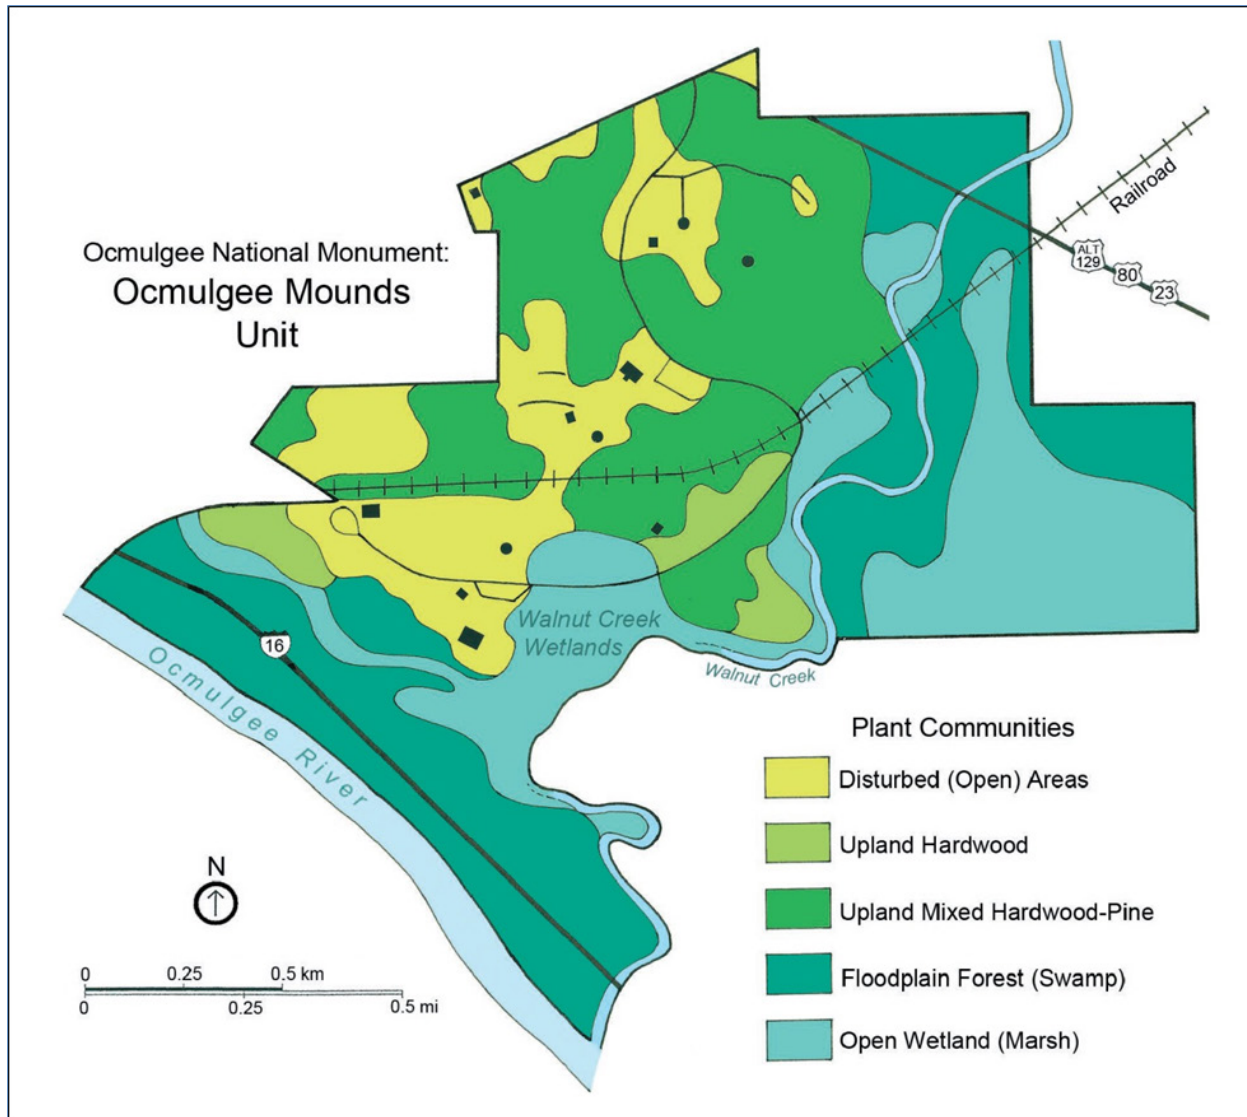 Ocmulgee National Monument:
Ocmulgee Mounds
Unit
Railroad
ALT
129
80
23
16
Walnut Creek
Wetlands
Walnut Creek
Ocmulgee River
N
0 0.25 0.5 km
0 0.25 0.5 mi
Plant Communities
Disturbed (Open) Areas
Upland Hardwood
Upland Mixed Hardwood-Pine
Floodplain Forest (Swamp)
Open Wetland (Marsh)